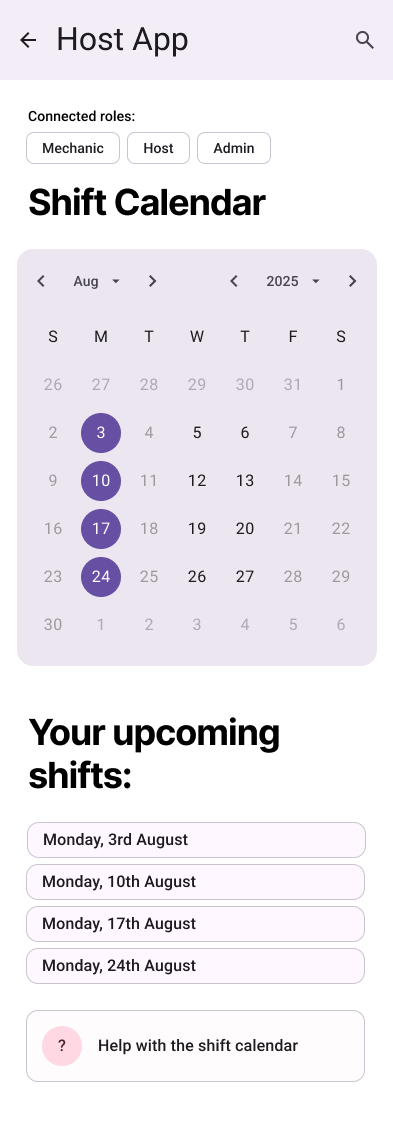 Host App
Connected roles:
Mechanic Host Admin
Shift Calendar
Aug 2025
S M T W T F S
26 27 28 29 30 31 1
2 3 4 5 6 7 8
9 10 11 12 13 14 15
16 17 18 19 20 21 22
23 24 25 26 27 28 29
30 1 2 3 4 5 6
Your upcoming
shifts:
Monday, 3rd August
Monday, 10th August
Monday, 17th August
Monday, 24th August
? Help with the shift calendar